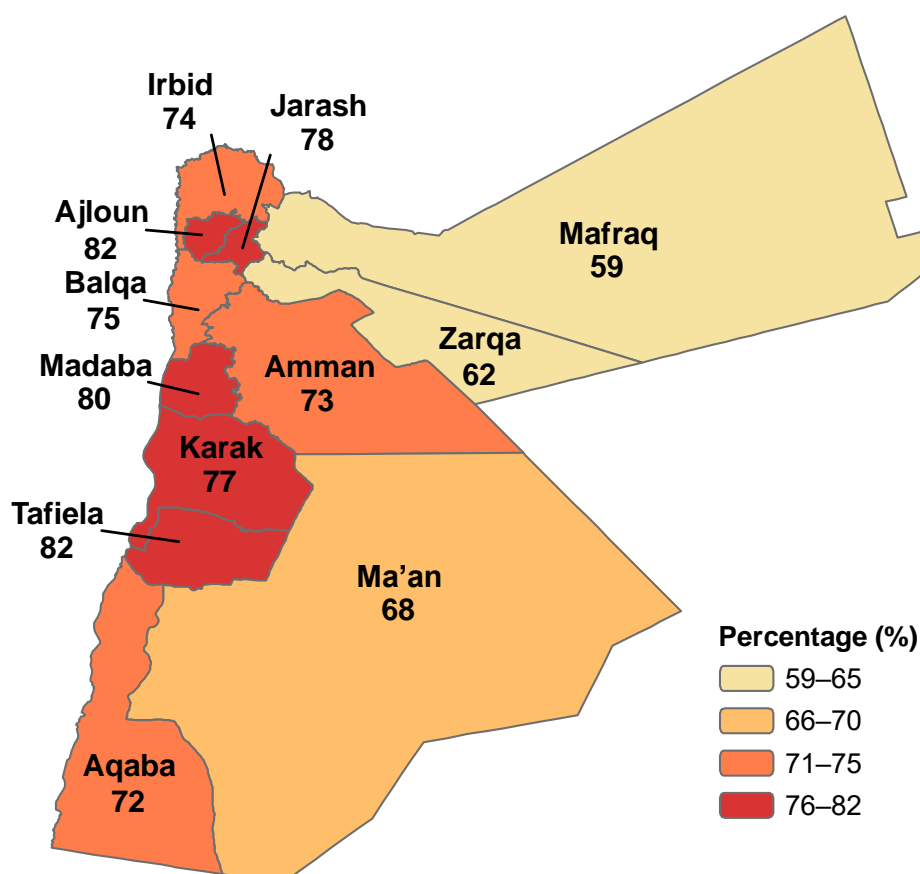 Irbid
74
Jarash
78
Ajloun
82
Mafraq
59
Balqa
75
Zarqa
62
Madaba
80
Amman
73
Karak
77
Tafiela
82
Ma’an
68
Aqaba
72
Percentage (%)
59–65
66–70
71–75
76–82